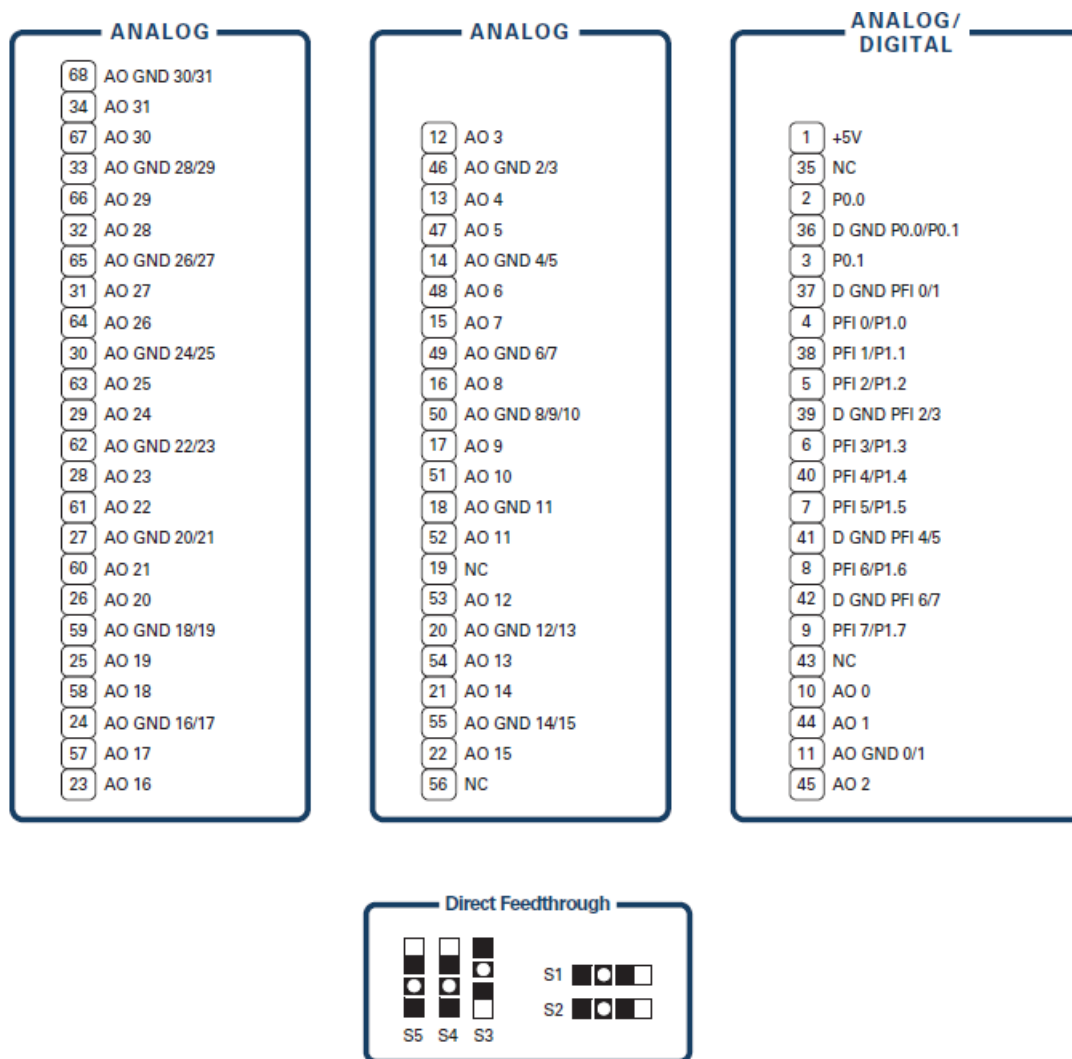 ANALOG
68 AO GND 30/31
34 AO 31
67 AO 30
33 AO GND 28/29
66 AO 29
32 AO 28
65 AO GND 26/27
31 AO 27
64 AO 26
30 AO GND 24/25
63 AO 25
29 AO 24
62 AO GND 22/23
28 AO 23
61 AO 22
27 AO GND 20/21
60 AO 21
26 AO 20
59 AO GND 18/19
25 AO 19
58 AO 18
24 AO GND 16/17
57 AO 17
23 AO 16
ANALOG
12 AO 3
46 AO GND 2/3
13 AO 4
47 AO 5
14 AO GND 4/5
48 AO 6
15 AO 7
49 AO GND 6/7
16 AO 8
50 AO GND 8/9/10
17 AO 9
51 AO 10
18 AO GND 11
52 AO 11
19 NC
53 AO 12
20 AO GND 12/13
54 AO 13
21 AO 14
55 AO GND 14/15
22 AO 15
56 NC
ANALOG/
DIGITAL
1 +5V
35 NC
2 P0.0
36 D GND P0.0/P0.1
3 P0.1
37 D GND PFI 0/1
4 PFI 0/P1.0
38 PFI 1/P1.1
5 PFI 2/P1.2
39 D GND PFI 2/3
6 PFI 3/P1.3
40 PFI 4/P1.4
7 PFI 5/P1.5
41 D GND PFI 4/5
8 PFI 6/P1.6
42 D GND PFI 6/7
9 PFI 7/P1.7
43 NC
10 AO 0
44 AO 1
11 AO GND 0/1
45 AO 2
Direct Feedthrough
S1
S2
S5 S4 S3